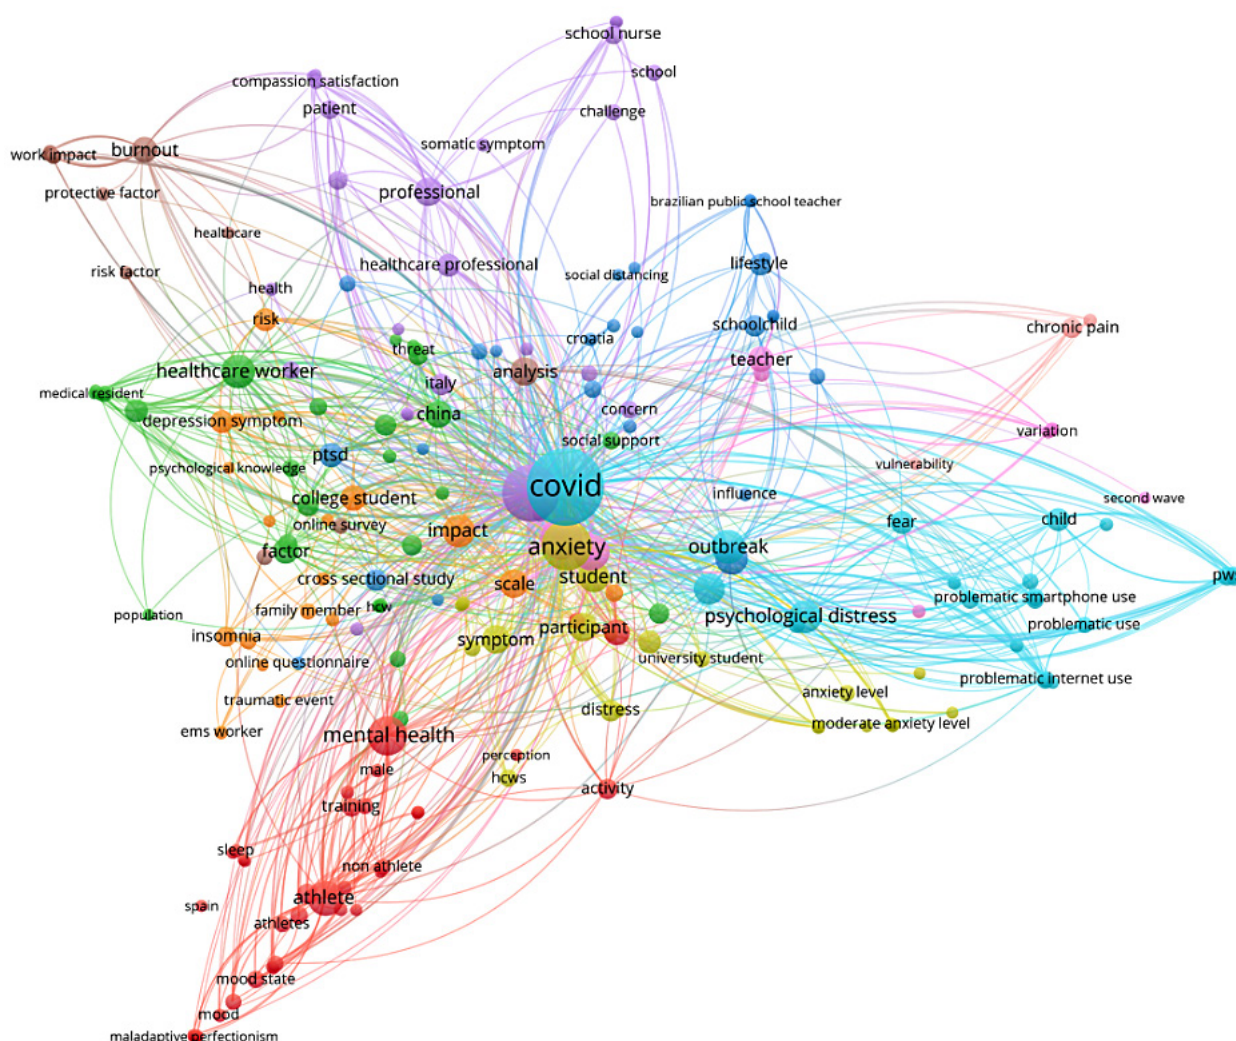 school nurse
compassion satisfaction
school
patient
challenge
work impact
burnout
somatic symptom
protective factor
professional
brazilian public school teacher
healthcare
risk factor
healthcare professional
social distancing
lifestyle
health
risk
croatia
schoolchild
chronic pain
threat
teacher
healthcare worker
analysis
italy
medical resident
china
concern
depression symptom
social support
variation
ptsd
psychological knowledge
vulnerability
covid
influence
second wave
college student
online survey
fear
child
impact
factor
anxiety
outbreak
cross sectional study
scale
student
pws
problematic smartphone use
hcw
family member
population
psychological distress
problematic use
insomnia
symptom
participant
online questionnaire
university student
problematic internet use
traumatic event
anxiety level
distress
ems worker
mental health
moderate anxiety level
perception
male
hcws
activity
training
sleep
non athlete
athlete
spain
athletes
mood state
mood
maladaptive perfectionism